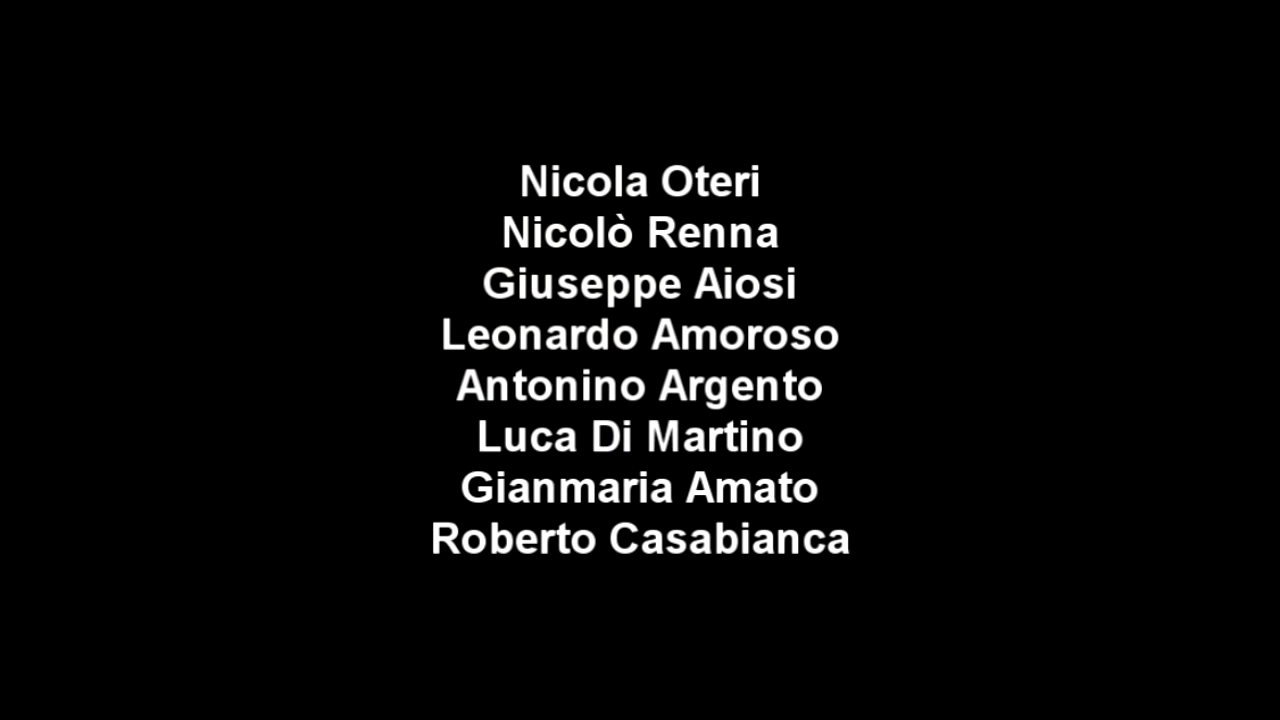 Nicola Oteri
Nicolò Renna
Giuseppe Aiosi
Leonardo Amoroso
Antonino Argento
Luca Di Martino
Gianmaria Amato
Roberto Casabianca